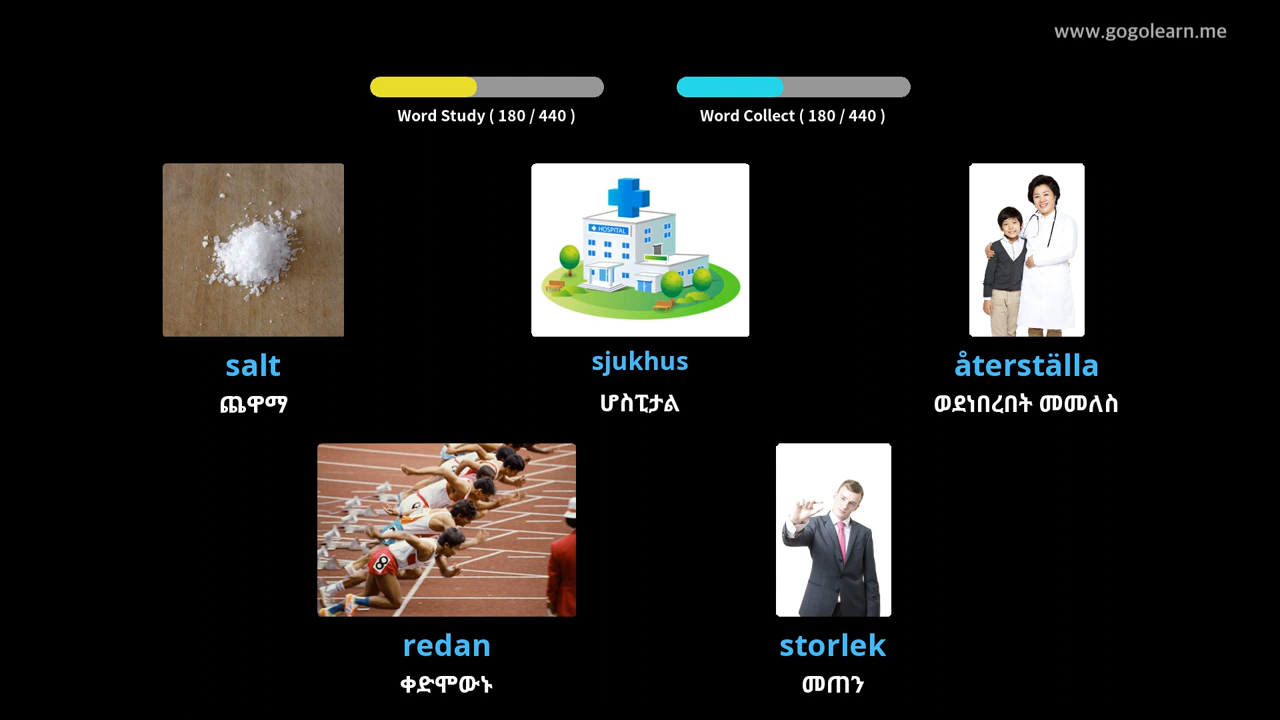 www.gogolearn.me
Word Study ( 180 / 440 )
Word Collect ( 180 / 440 )
HOSPITAL
salt
ጨዋማ
sjukhus
ሆስፒታል
återställa
ወደነበረበት መመለስ
8
redan
ቀድሞውኑ
storlek
መጠን